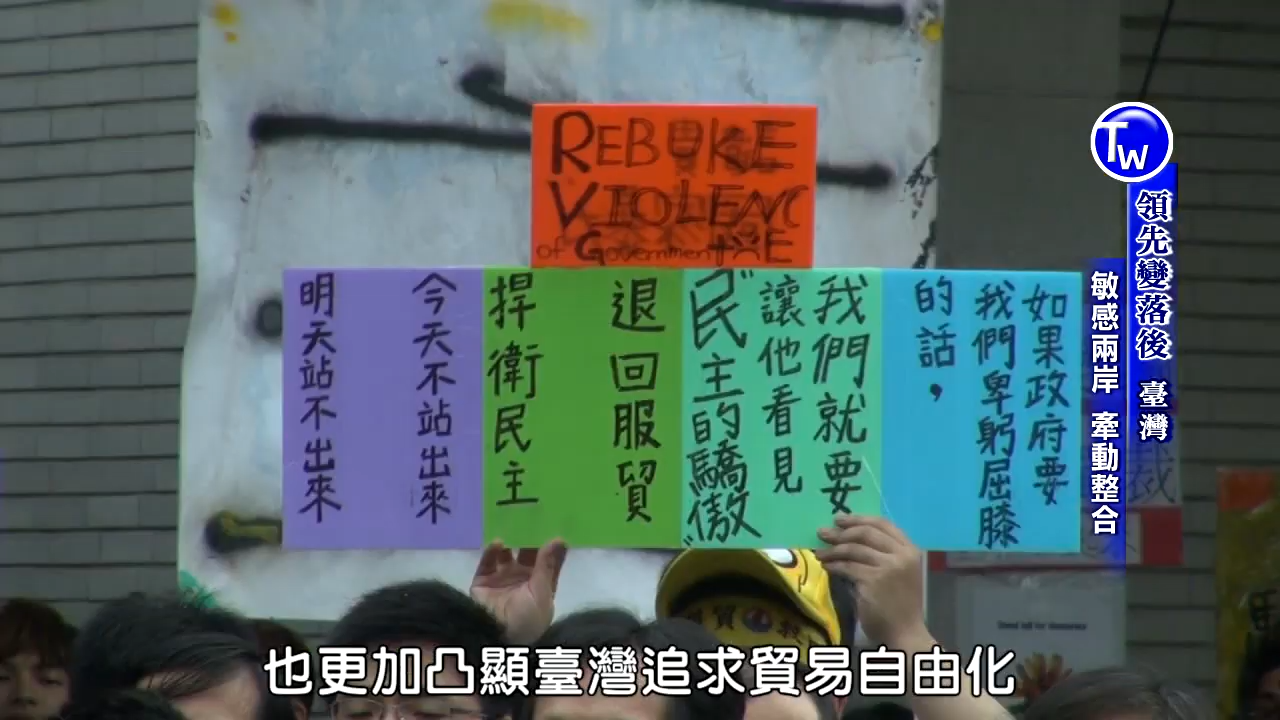 REBUKE
VIOLENCE
of Government
如果政府要
我們卑躬屈膝
的話，
我們就要
讓他看見
"民主的驕傲"
退回服貿
捍衛民主
今天不站出來
明天站不出來
TW
領先變落後 臺灣
敏感兩岸 牽動整合
也更加凸顯臺灣追求貿易自由化